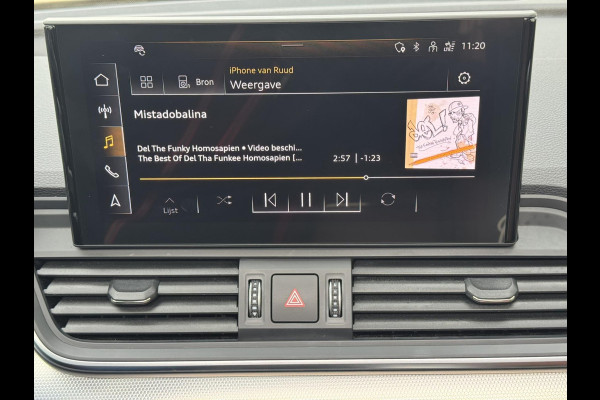 11:20
iPhone van Ruud
Bron
Weergave
Mistadobalina
Del The Funky Homosapien • Video beschi...
The Best Of Del Tha Funkee Homosapien [...
2:57 | -1:23
Lijst